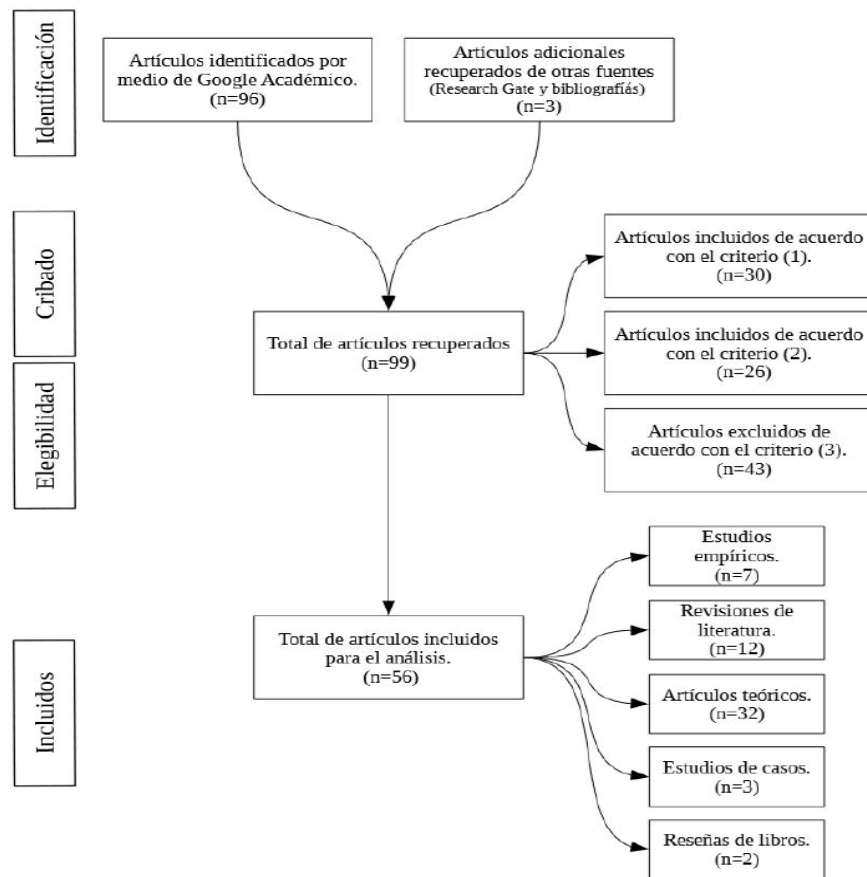 Identificación
Artículos identificados por
medio de Google Académico.
(n=96)
Artículos adicionales
recuperados de otras fuentes
(Research Gate y bibliografíás)
(n=3)
Cribado
Total de artículos recuperados
(n=99)
Artículos incluidos de acuerdo
con el criterio (1).
(n=30)
Artículos incluidos de acuerdo
con el criterio (2).
(n=26)
Elegibilidad
Artículos excluidos de
acuerdo con el criterio (3).
(n=43)
Incluidos
Total de artículos incluidos
para el análisis.
(n=56)
Estudios
empíricos.
(n=7)
Revisiones de
literatura.
(n=12)
Artículos teóricos.
(n=32)
Estudios de casos.
(n=3)
Reseñas de libros.
(n=2)